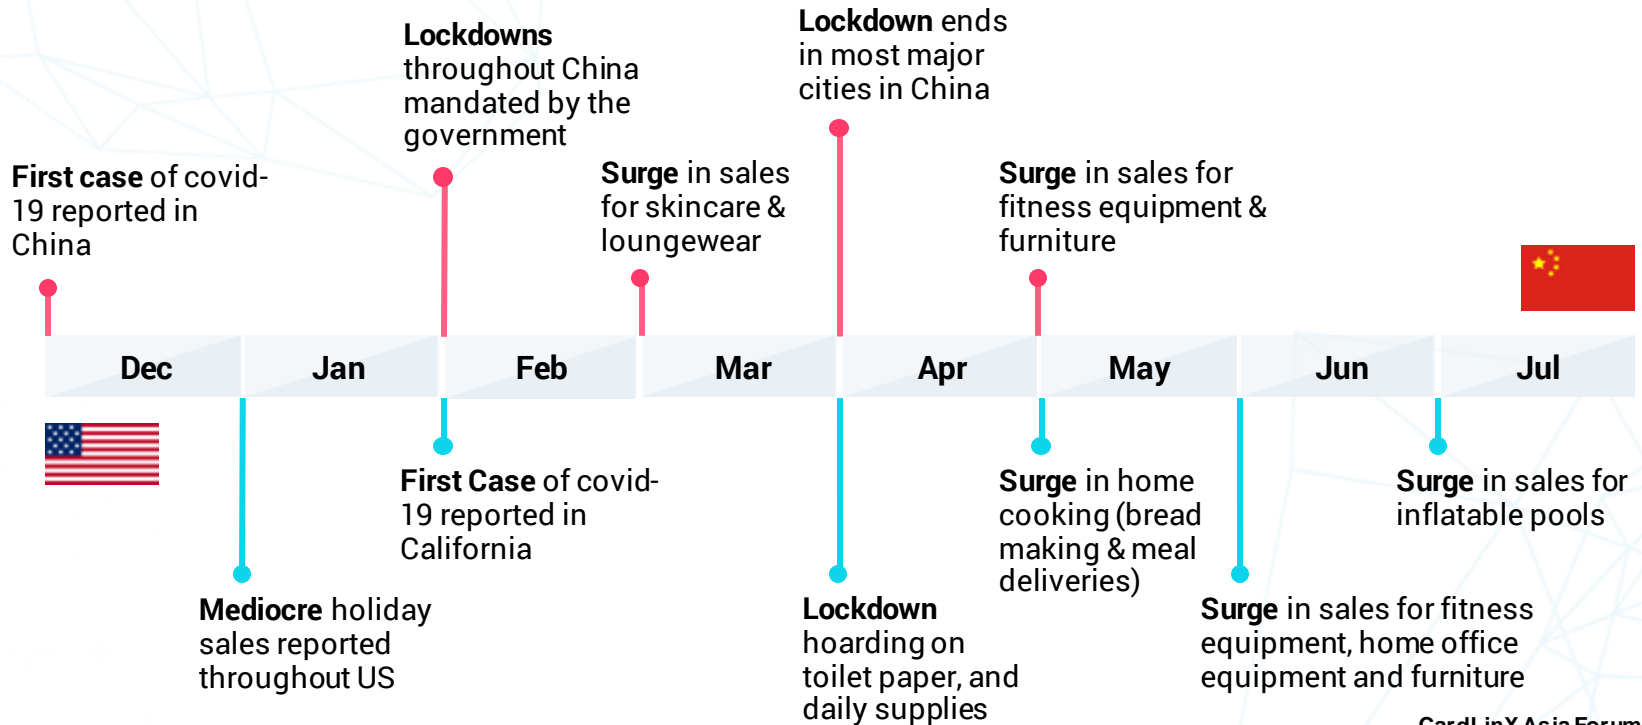 Lockdowns
throughout China
mandated by the
government
Lockdown ends
in most major
cities in China
First case of covid-
19 reported in
China
Surge in sales
for skincare &
loungewear
Surge in sales for
fitness equipment &
furniture
Dec
Jan
Feb
Mar
Apr
May
Jun
Jul
First Case of covid-
19 reported in
California
Surge in home
cooking (bread
making & meal
deliveries)
Surge in sales for
inflatable pools
Mediocre holiday
sales reported
throughout US
Lockdown
hoarding on
toilet paper, and
daily supplies
Surge in sales for fitness
equipment, home office
equipment and furniture
CardLinX Asia Forum